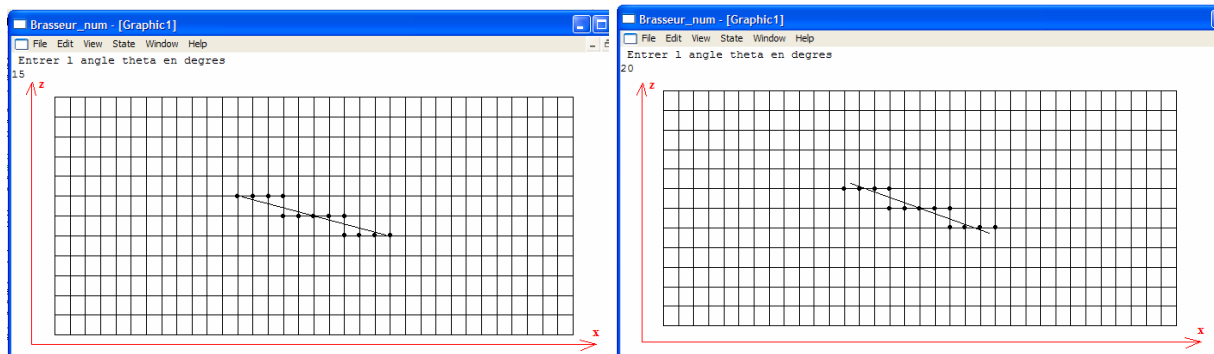 Brasseur_num - [Graphic1]
File Edit View State Window Help
Entrer l angle theta en degres
15
z
x
Brasseur_num - [Graphic1]
File Edit View State Window Help
Entrer l angle theta en degres
20
z
x